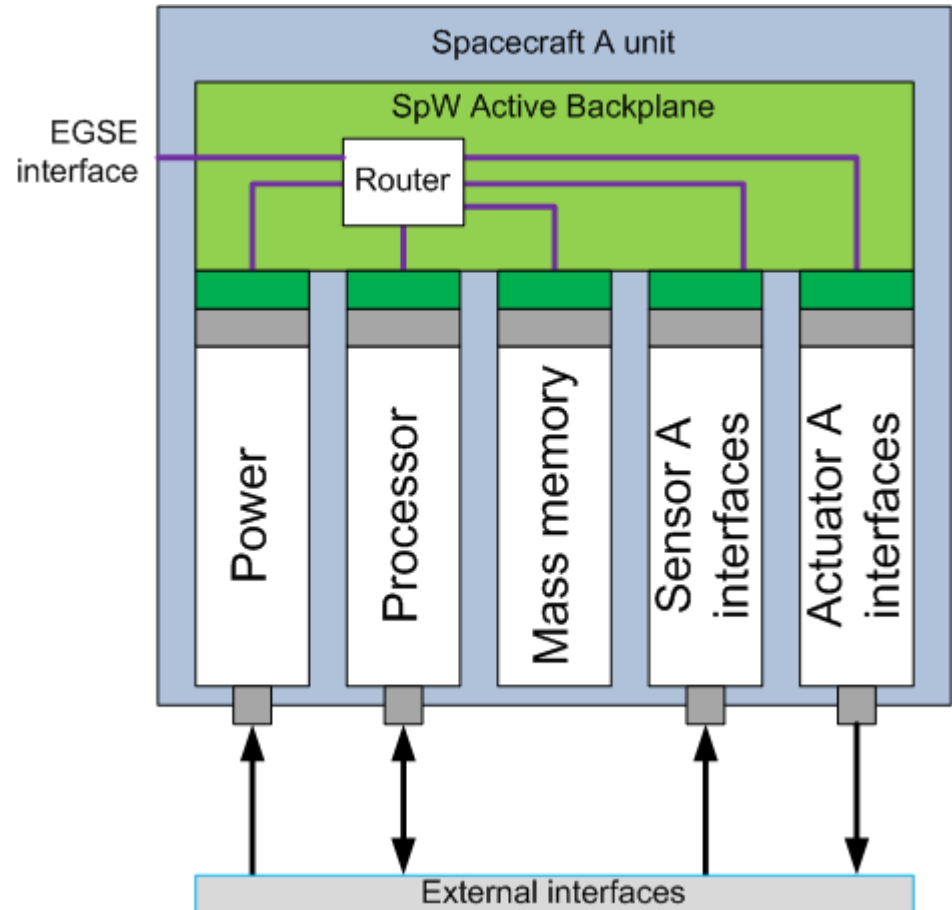 Spacecraft A unit
SpW Active Backplane
EGSE
interface
Router
Power
Processor
Mass memory
Sensor A
interfaces
Actuator A
interfaces
External interfaces